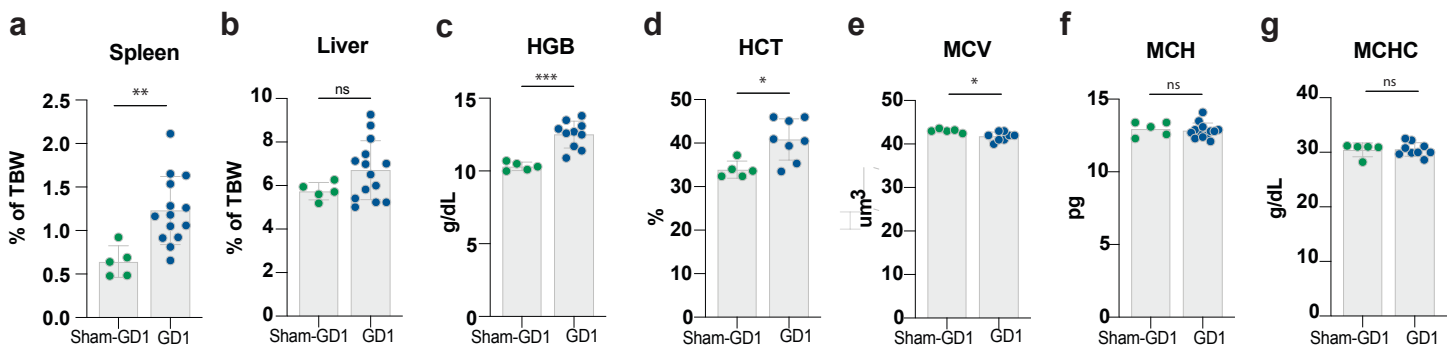 a
Spleen
**
% of TBW
2.5
2.0
1.5
1.0
0.5
0.0
Sham-GD1
GD1
b
Liver
ns
% of TBW
10
8
6
4
2
0
Sham-GD1
GD1
c
HGB
***
g/dL
15
10
5
0
Sham-GD1
GD1
d
HCT
*
%
50
40
30
20
10
0
Sham-GD1
GD1
e
MCV
*
um3
50
40
30
20
10
0
Sham-GD1
GD1
f
MCH
ns
pg
15
10
5
0
Sham-GD1
GD1
g
MCHC
ns
g/dL
40
30
20
10
0
Sham-GD1
GD1